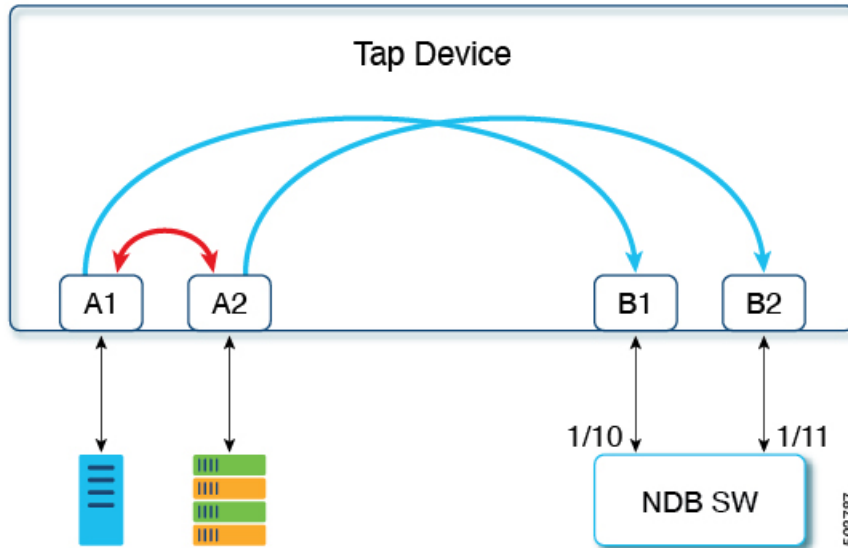 Tap Device
A1
A2
B1
B2
1/10
1/11
NDB SW